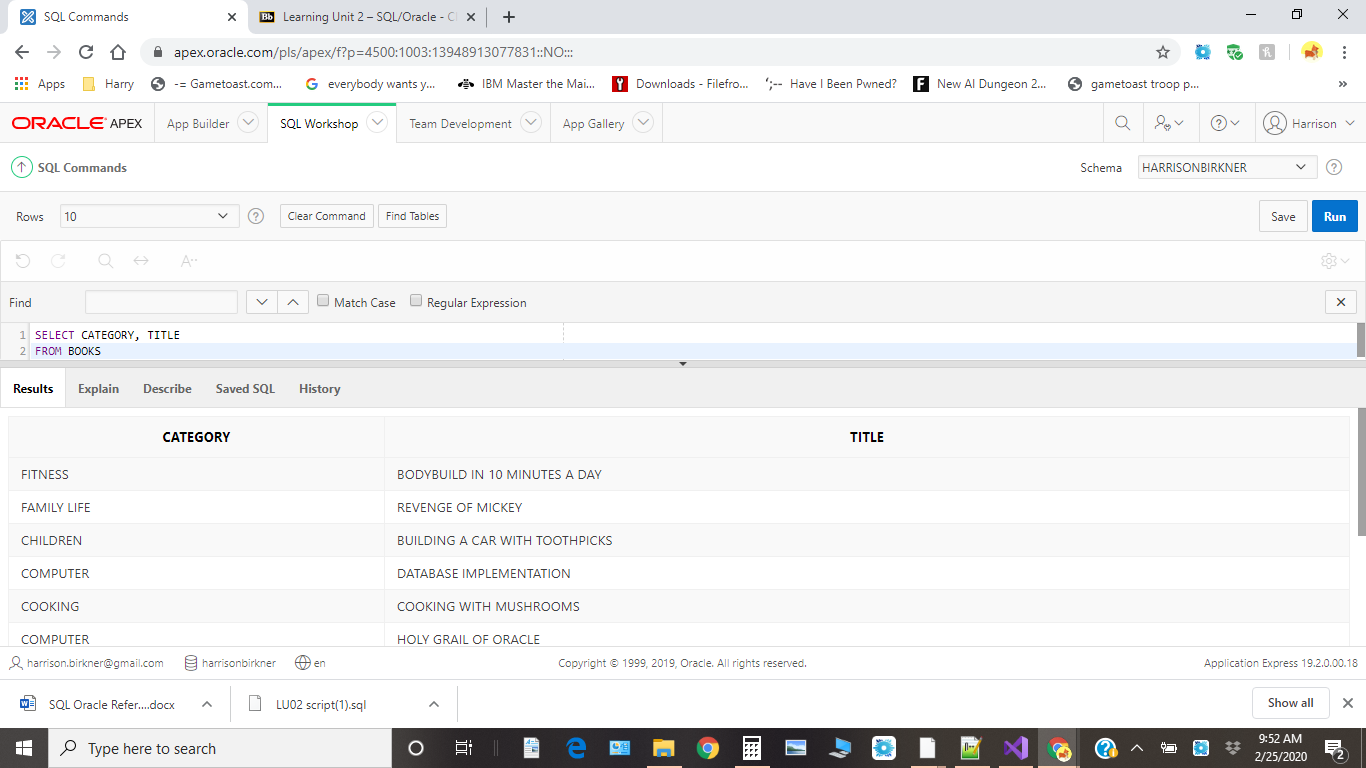 SQL Commands
Learning Unit 2 – SQL/Oracle - C
apex.oracle.com/pls/apex/f?p=4500:1003:13948913077831::NO:::
Apps Harry -= Gametoast.com... everybody wants y... IBM Master the Mai... Downloads - Filefro... Have I Been Pwned? New AI Dungeon 2... gametoast troop p... »
ORACLE APEX App Builder SQL Workshop Team Development App Gallery Harrison
SQL Commands Schema HARRISONBIRKNER
Rows 10 Clear Command Find Tables Save Run
Find Match Case Regular Expression
1 SELECT CATEGORY, TITLE
2 FROM BOOKS
Results Explain Describe Saved SQL History
CATEGORY TITLE
FITNESS BODYBUILD IN 10 MINUTES A DAY
FAMILY LIFE REVENGE OF MICKEY
CHILDREN BUILDING A CAR WITH TOOTHPICKS
COMPUTER DATABASE IMPLEMENTATION
COOKING COOKING WITH MUSHROOMS
COMPUTER HOLY GRAIL OF ORACLE
harrison.birkner@gmail.com harrisonbirkner en Copyright © 1999, 2019, Oracle. All rights reserved. Application Express 19.2.0.00.18
SQL Oracle Refer....docx LU02 script(1).sql Show all
Type here to search 9:52 AM
2/25/2020 2